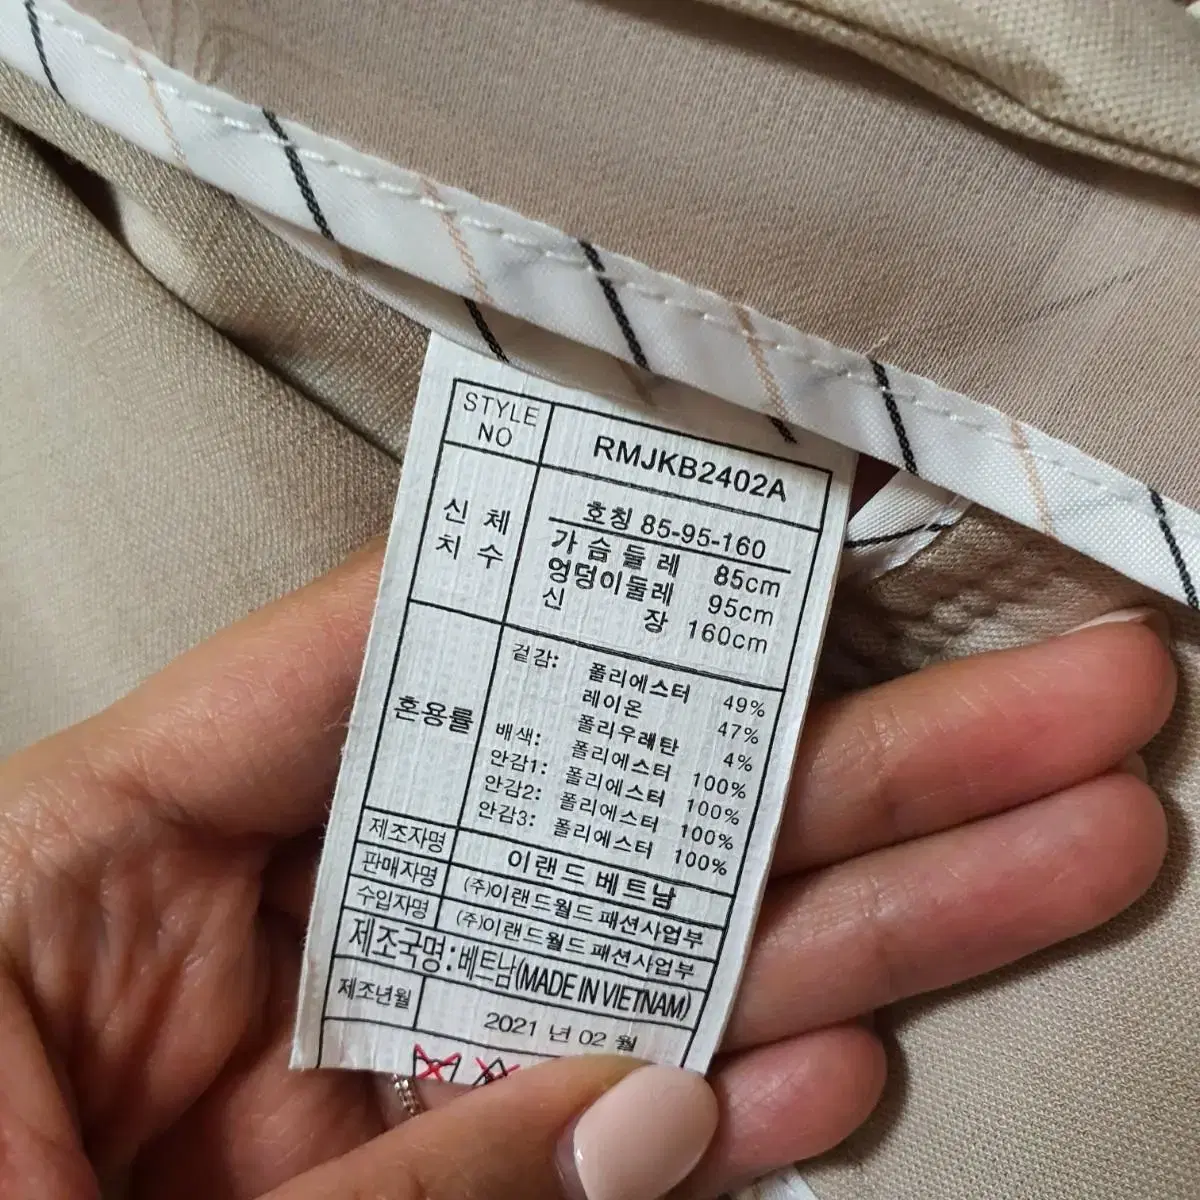 STYLE NO RMJKB2402A
신체 치수
호칭 85-95-160
가슴둘레 85cm
엉덩이둘레 95cm
신장 160cm
혼용률
겉감: 폴리에스터 49%
레이온 47%
폴리우레탄 4%
배색: 폴리에스터 100%
안감1: 폴리에스터 100%
안감2: 폴리에스터 100%
안감3: 폴리에스터 100%
제조자명 이랜드 베트남
판매자명 (주)이랜드월드 패션사업부
수입자명 (주)이랜드월드 패션사업부
제조국명: 베트남(MADE IN VIETNAM)
제조년월 2021 년 02 월